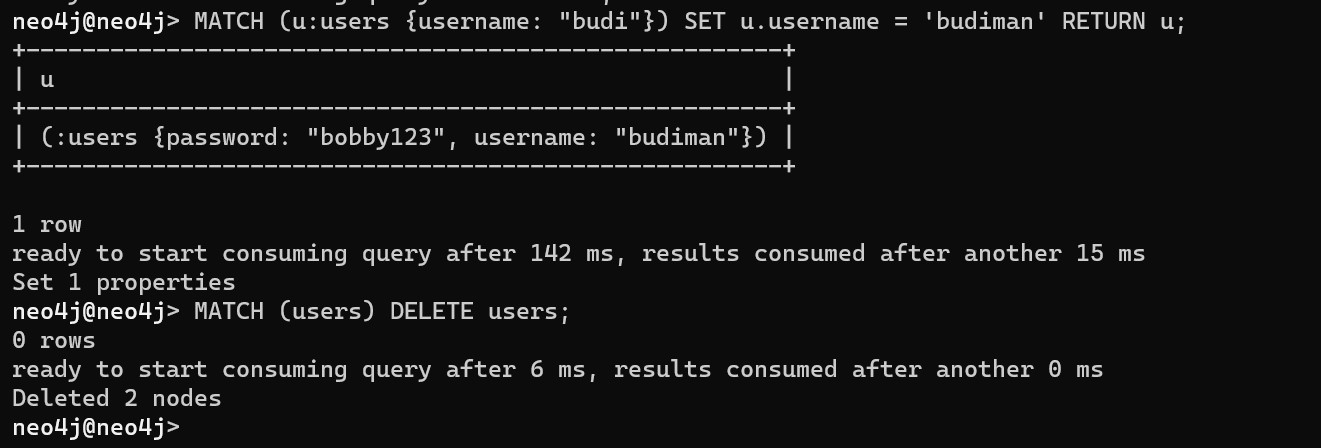 neo4j@neo4j> MATCH (u:users {username: "budi"}) SET u.username = 'budiman' RETURN u;
+------------------------------------------------------+
| u                                                    |
+------------------------------------------------------+
| (:users {password: "bobby123", username: "budiman"}) |
+------------------------------------------------------+
1 row
ready to start consuming query after 142 ms, results consumed after another 15 ms
Set 1 properties
neo4j@neo4j> MATCH (users) DELETE users;
0 rows
ready to start consuming query after 6 ms, results consumed after another 0 ms
Deleted 2 nodes
neo4j@neo4j>